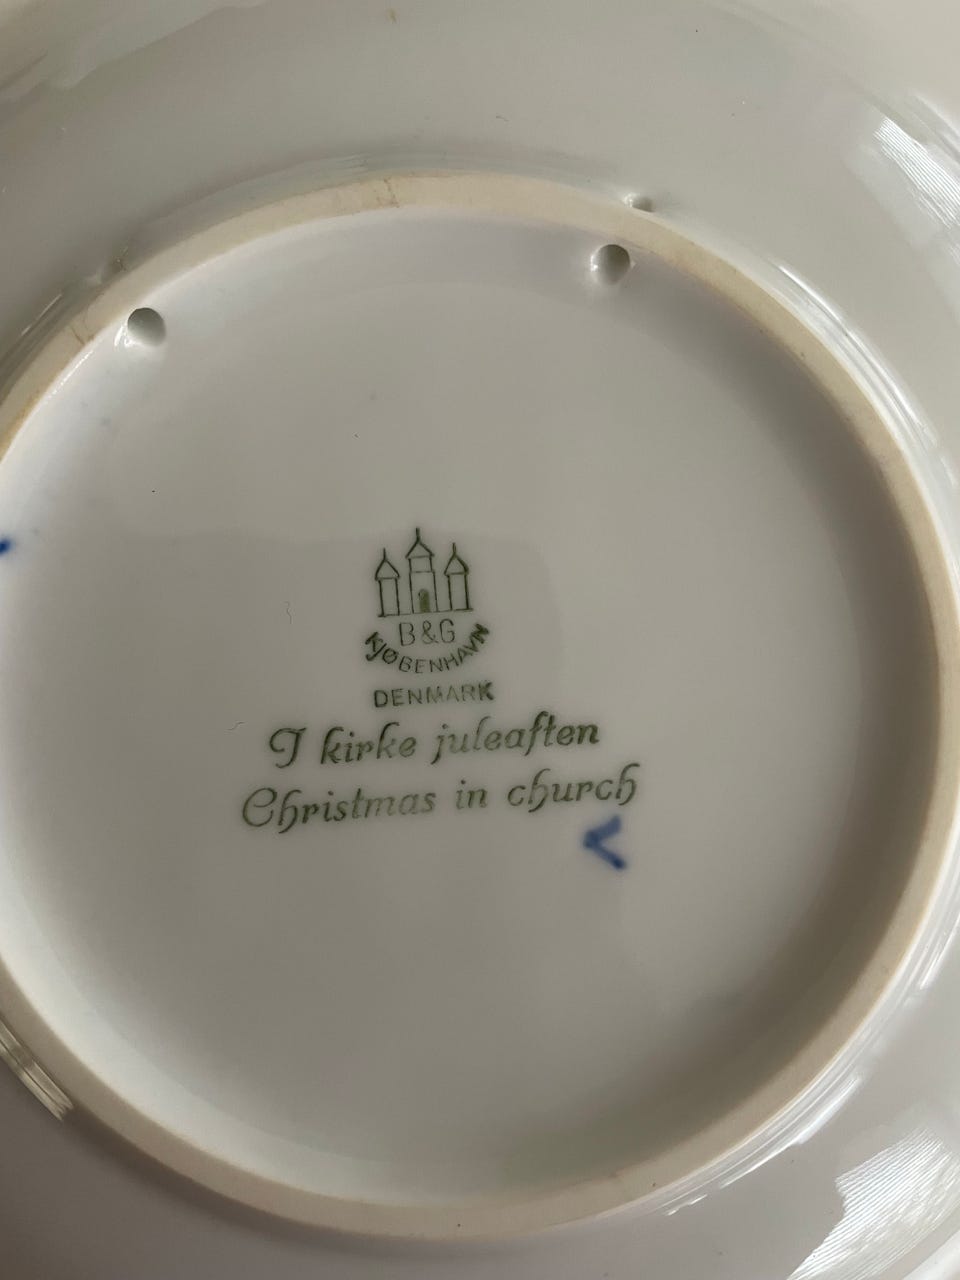 B&G
KJØBENHAVN
DENMARK
I kirke juleaften
Christmas in church